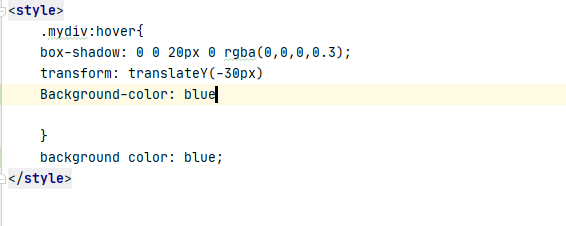 <style>
.mydiv:hover{
box-shadow: 0 0 20px 0 rgba(0,0,0,0.3);
transform: translateY(-30px)
Background-color: blue
}
background color: blue;
</style>